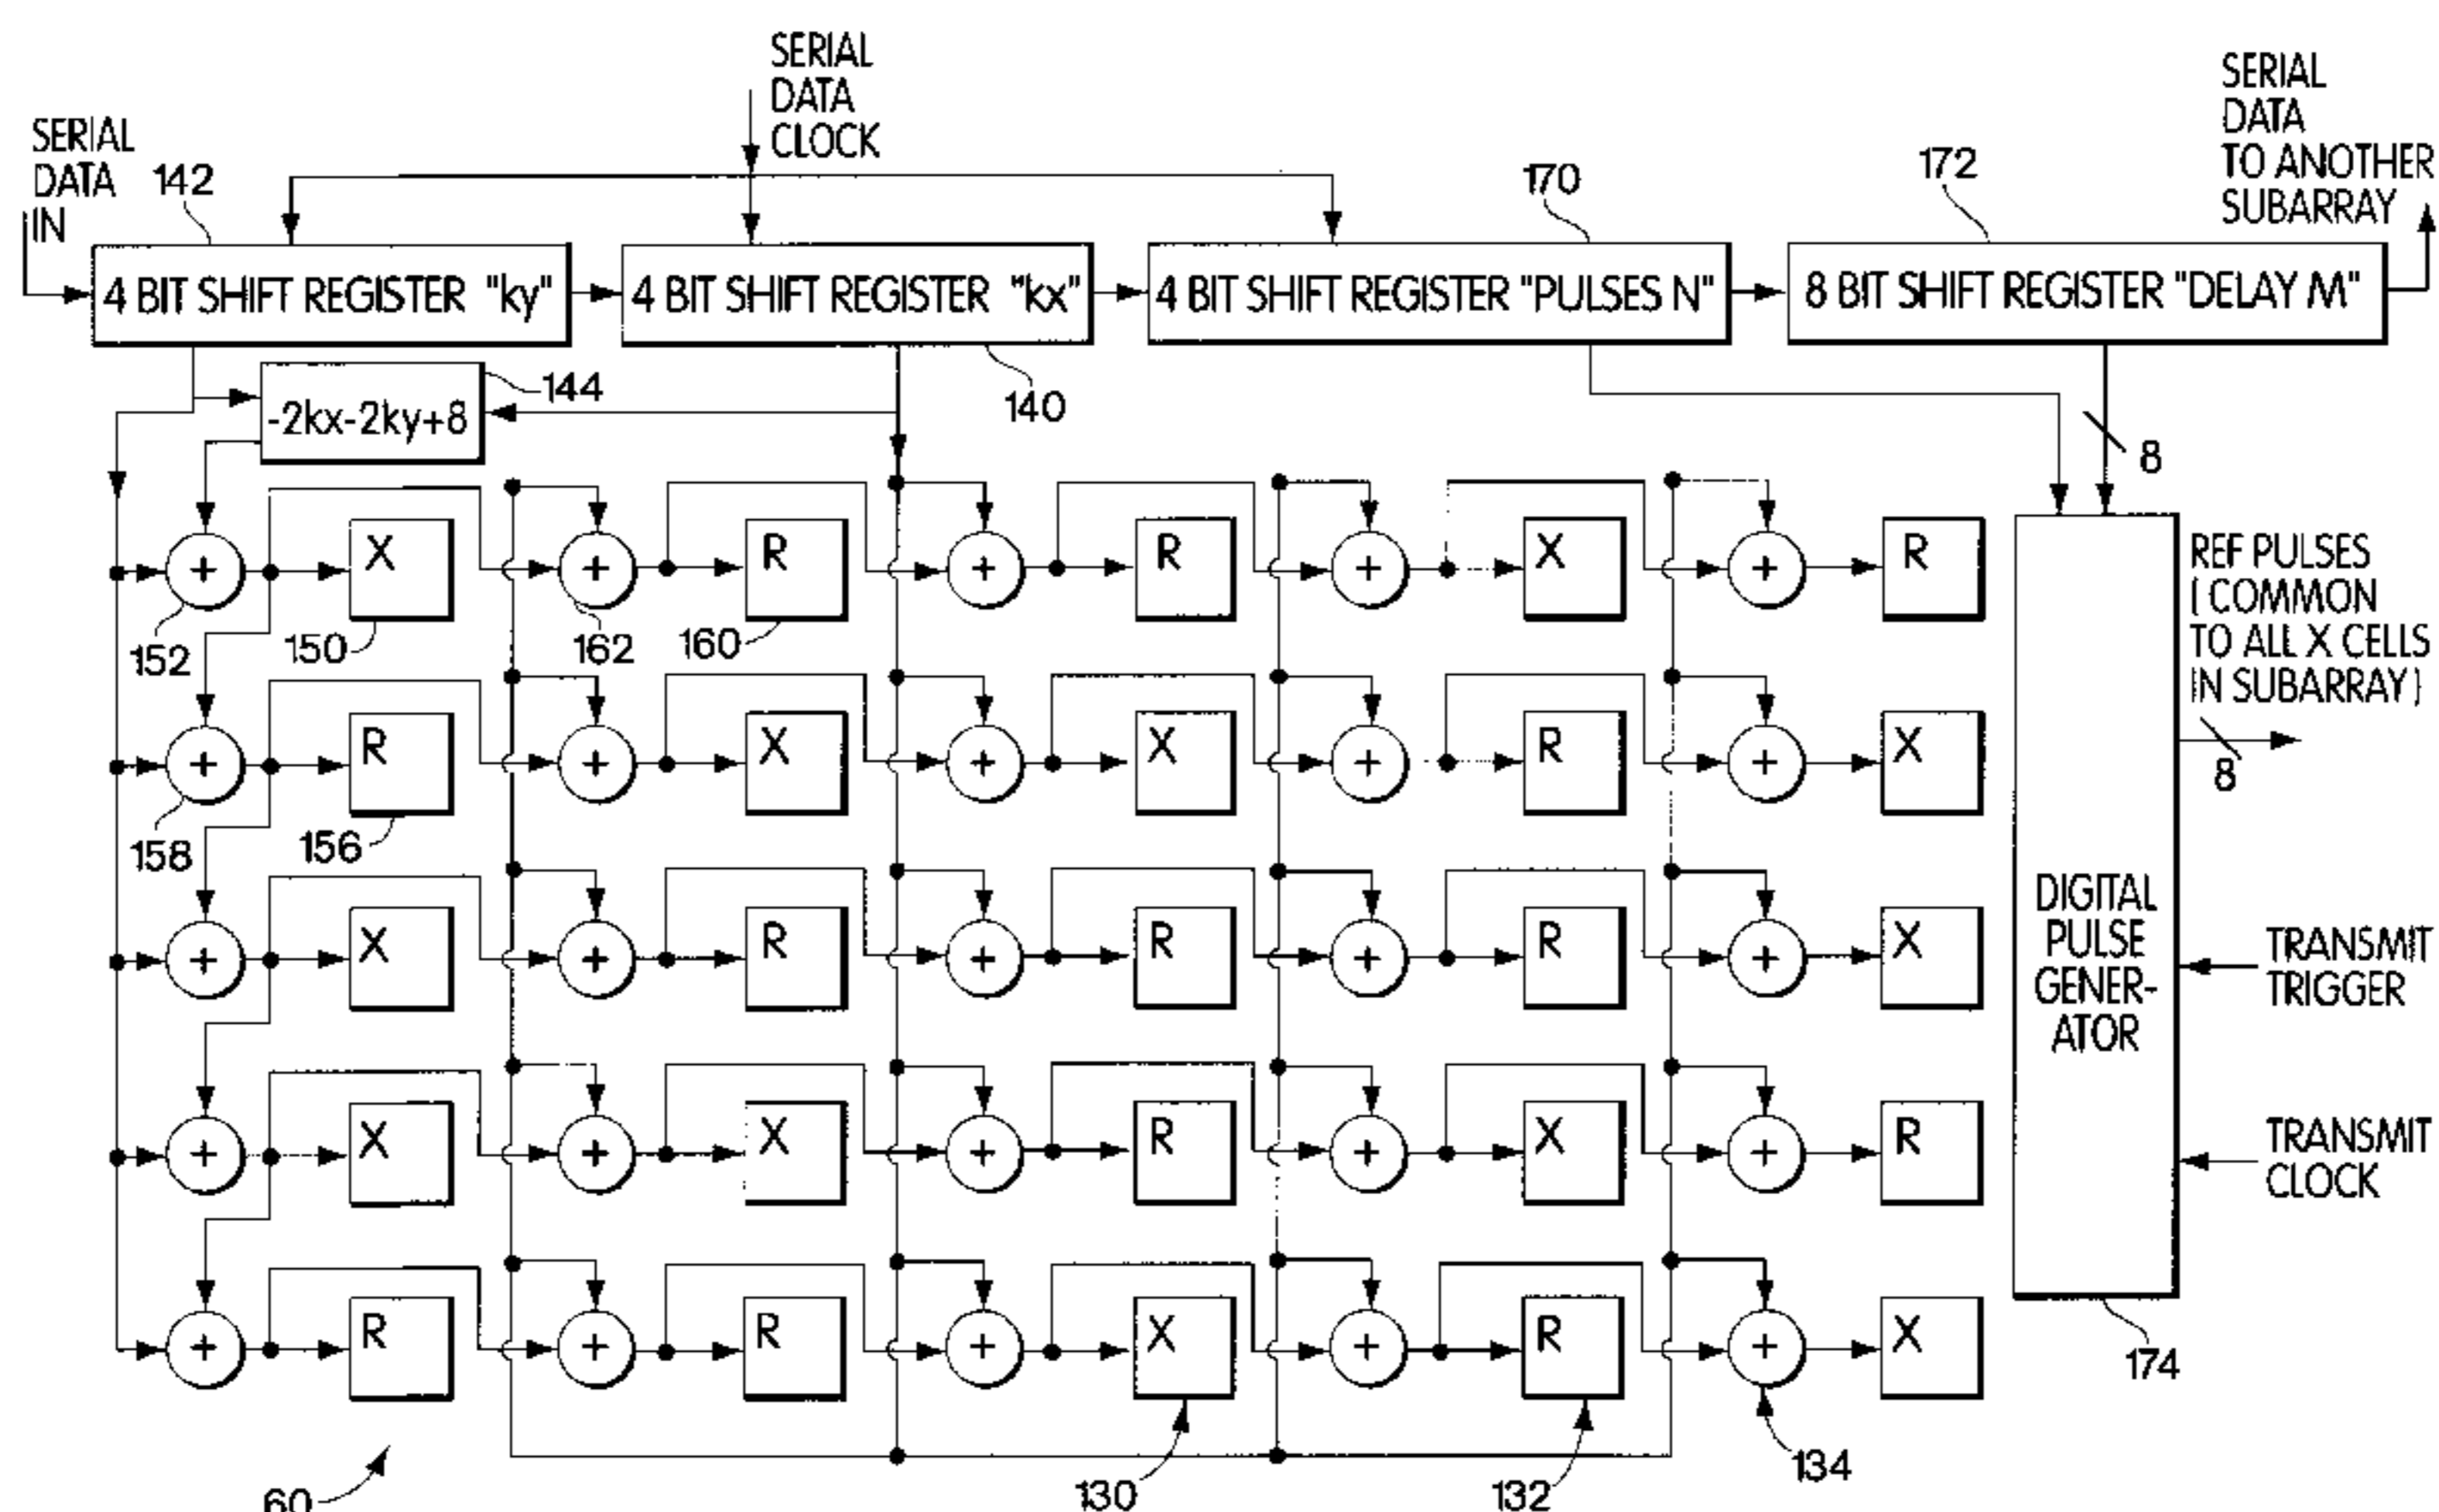 SERIAL
DATA
CLOCK
SERIAL
DATA
TO ANOTHER
SUBARRAY
SERIAL
DATA
IN
142
170
172
4 BIT SHIFT REGISTER "ky"
4 BIT SHIFT REGISTER "kx"
4 BIT SHIFT REGISTER "PULSES N"
8 BIT SHIFT REGISTER "DELAY M"
144
-2kx-2ky+8
140
8
+ X + R + R + X + R
152
150
162
160
REF PULSES
( COMMON
TO ALL X CELLS
IN SUBARRAY )
8
+ R + X + X + R + X
158
156
+ X + R + R + R + X
DIGITAL
PULSE
GENER-
ATOR
TRANSMIT
TRIGGER
+ X + X + R + X + R
TRANSMIT
CLOCK
+ R + R + X + R + X
174
60
130
132
134